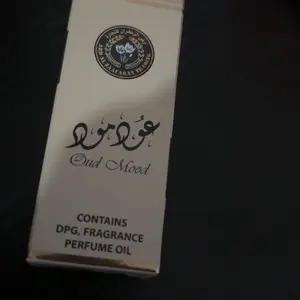 عود مود
Oud Mood
CONTAINS
DPG, FRAGRANCE
PERFUME OIL